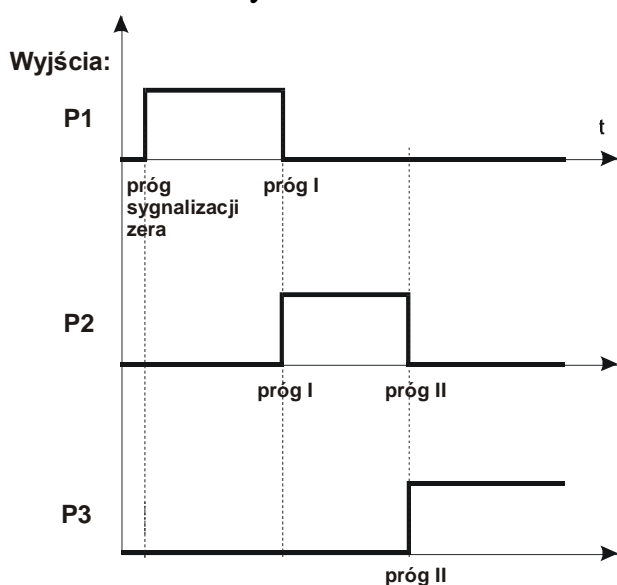 Wyjścia:
P1
t
próg
sygnalizacji
zera
próg I
P2
próg I
próg II
P3
próg II